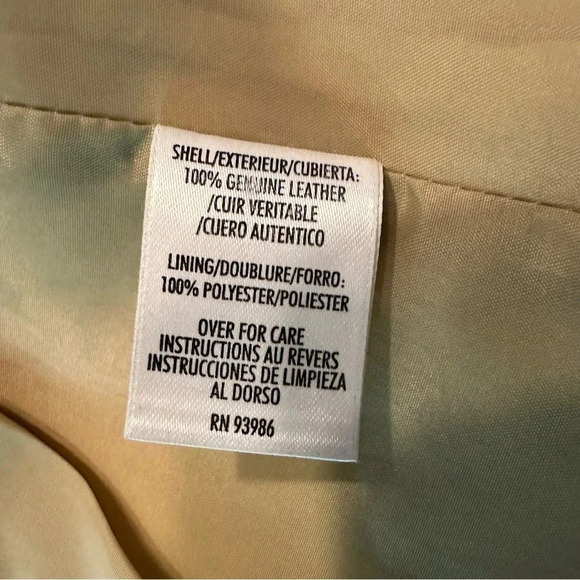 SHELL/EXTERIEUR/CUBIERTA:
100% GENUINE LEATHER
/CUIR VERITABLE
/CUERO AUTENTICO
LINING/DOUBLURE/FORRO:
100% POLYESTER/POLIESTER
OVER FOR CARE
INSTRUCTIONS AU REVERS
INSTRUCCIONES DE LIMPIEZA
AL DORSO
RN 93986